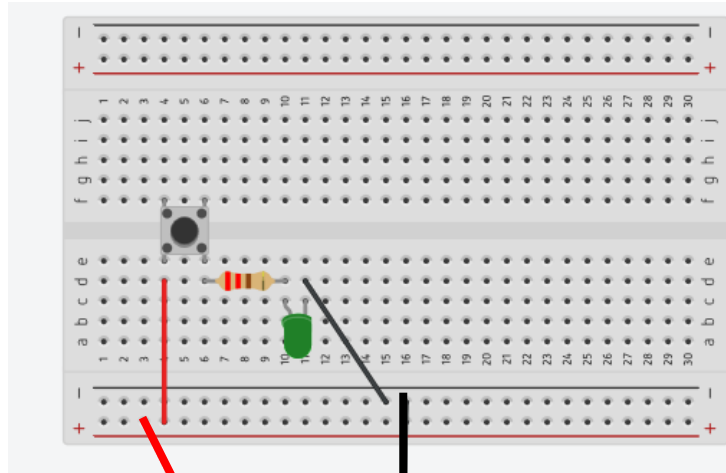 − −
+ +
1 2 3 4 5 6 7 8 9 10 11 12 13 14 15 16 17 18 19 20 21 22 23 24 25 26 27 28 29 30
j j
i i
h h
g g
f f
e e
d d
c c
b b
a a
1 2 3 5 6 7 8 9 10 11 12 13 14 15 16 17 18 19 20 21 22 23 24 25 26 27 28 29 30
− −
+ +